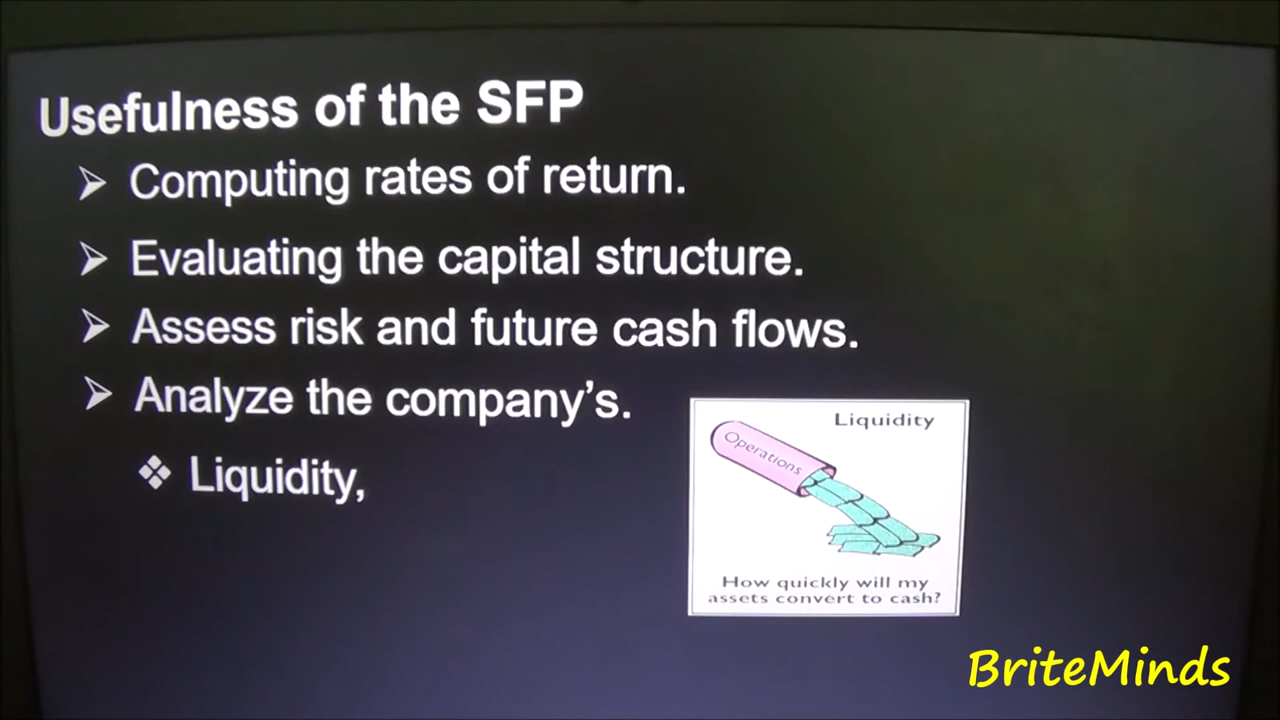 Usefulness of the SFP
➢ Computing rates of return.
➢ Evaluating the capital structure.
➢ Assess risk and future cash flows.
➢ Analyze the company’s.
❖ Liquidity,
Liquidity
Operations
How quickly will my
assets convert to cash?
BriteMinds